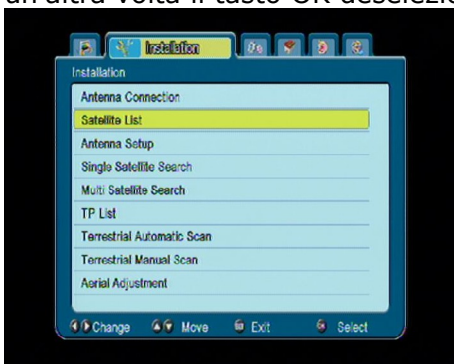 un'altra volta il tasto OK deselezio
Installation
Installation
Antenna Connection
Satellite List
Antenna Setup
Single Satellite Search
Multi Satellite Search
TP List
Terrestrial Automatic Scan
Terrestrial Manual Scan
Aerial Adjustment
Change Move Exit Select